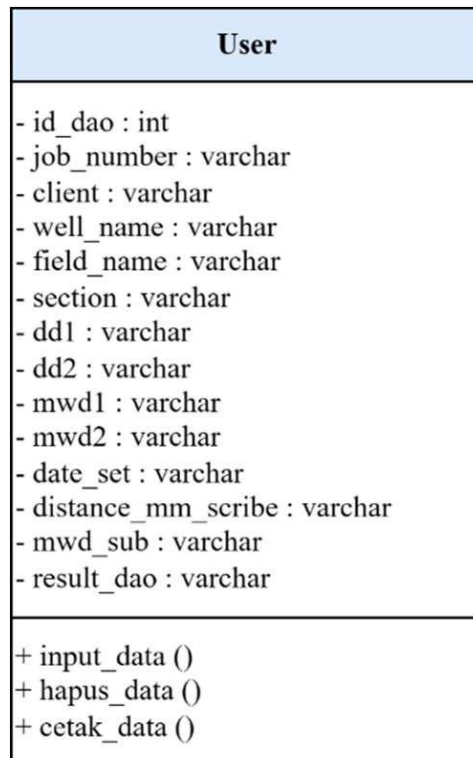 User
- id_dao : int
- job_number : varchar
- client : varchar
- well_name : varchar
- field_name : varchar
- section : varchar
- dd1 : varchar
- dd2 : varchar
- mwd1 : varchar
- mwd2 : varchar
- date_set : varchar
- distance_mm_scribe : varchar
- mwd_sub : varchar
- result_dao : varchar
+ input_data ()
+ hapus_data ()
+ cetak_data ()